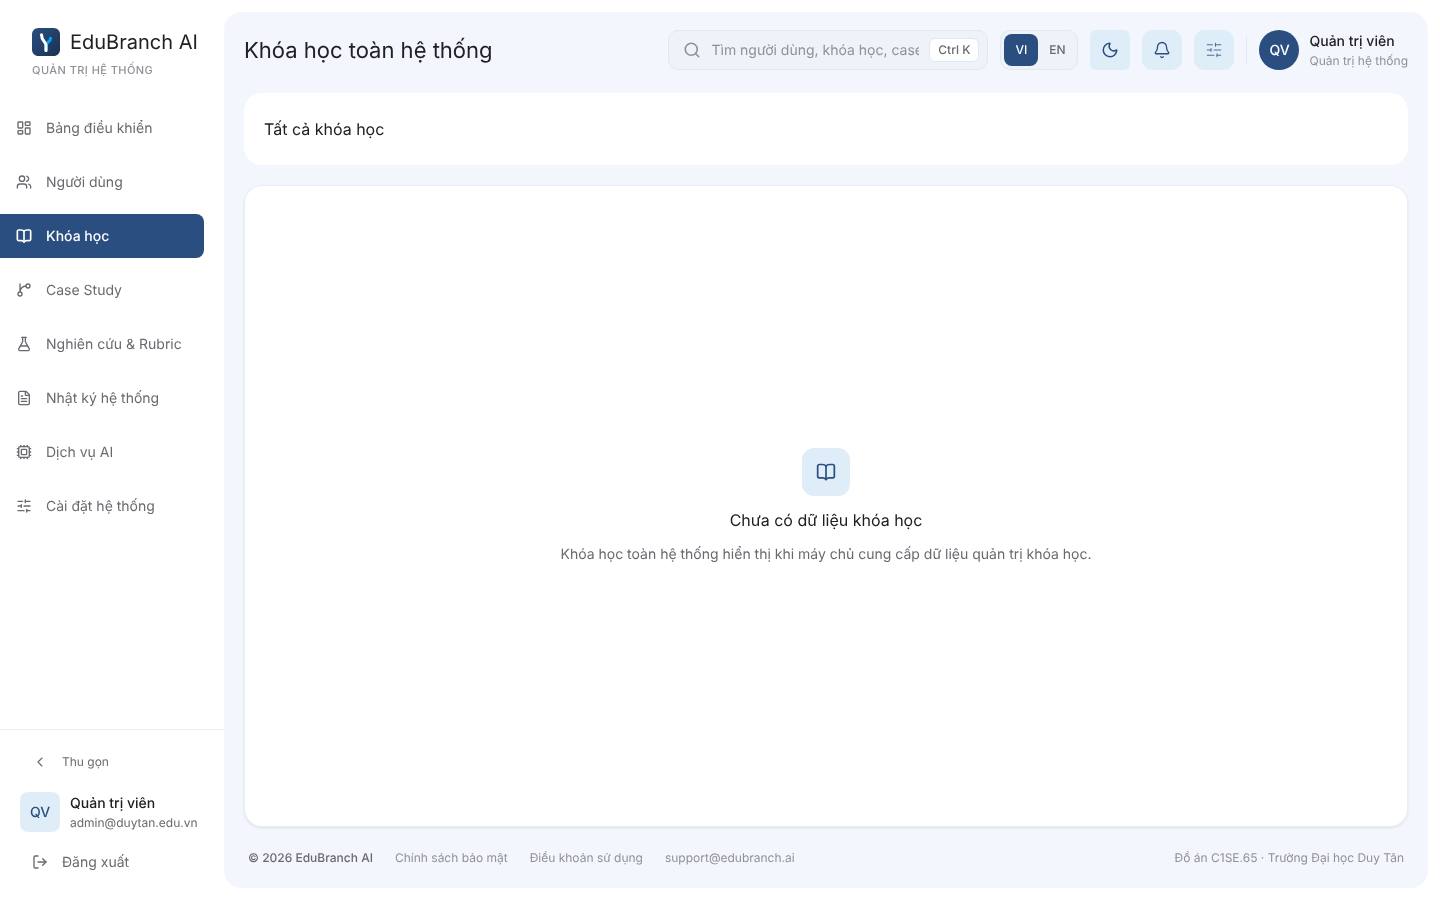 EduBranch AI
QUẢN TRỊ HỆ THỐNG
Bảng điều khiển
Người dùng
Khóa học
Case Study
Nghiên cứu & Rubric
Nhật ký hệ thống
Dịch vụ AI
Cài đặt hệ thống
Thu gọn
QV
Quản trị viên
admin@duytan.edu.vn
Đăng xuất
Khóa học toàn hệ thống
Tìm người dùng, khóa học, case
Ctrl K
VI
EN
QV
Quản trị viên
Quản trị hệ thống
Tất cả khóa học
Chưa có dữ liệu khóa học
Khóa học toàn hệ thống hiển thị khi máy chủ cung cấp dữ liệu quản trị khóa học.
© 2026 EduBranch AI
Chính sách bảo mật
Điều khoản sử dụng
support@edubranch.ai
Đồ án C1SE.65 · Trường Đại học Duy Tân